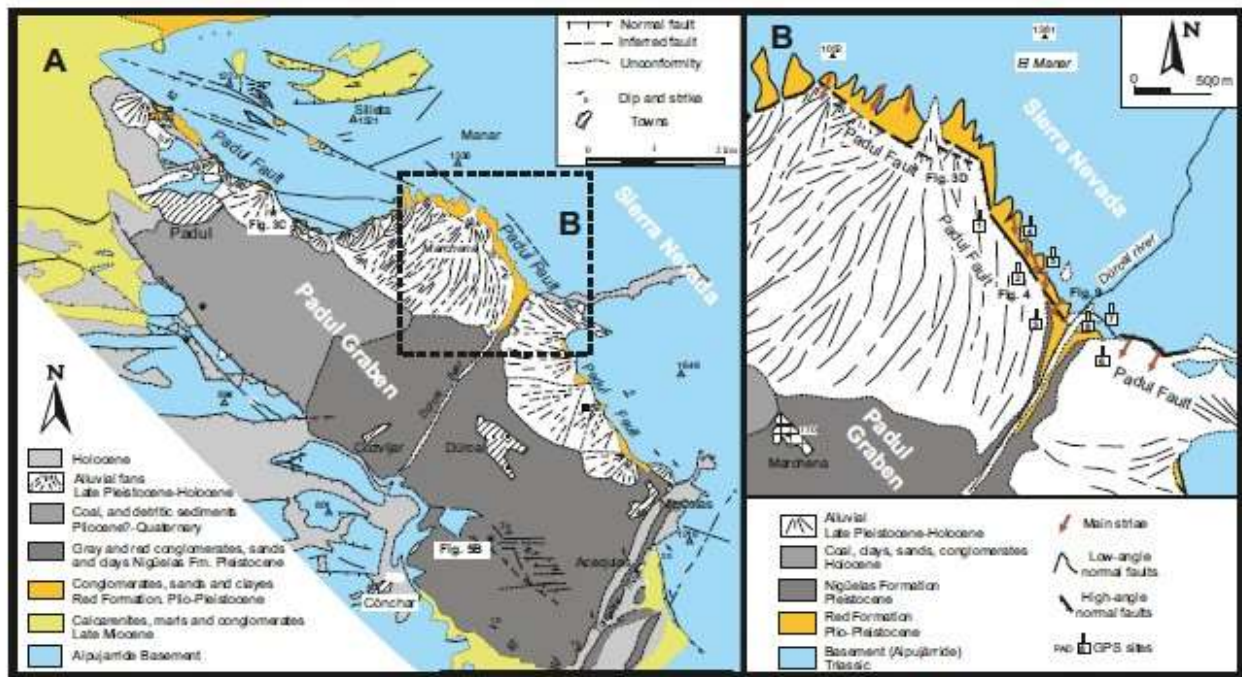 A
Normal fault
Inferred fault
Unconformity
Dip and strike
Towns
Silleta
Manar
Padul Fault
Fig. 3C
Padul
Marchena
B
Padul Fault
Sierra Nevada
Padul Graben
Dúrcal
Padul Fault
Fig. 5B
Cónchar
N
Holocene
Alluvial fans
Late Pleistocene-Holocene
Coal, and detritic sediments
Pliocene?-Quaternary
Gray and red conglomerates, sands
and clays Nigüelas Fm. Pleistocene
Conglomerates, sands and clayes
Red Formation. Plio-Pleistocene
Calcarenites, marls and conglomerates
Late Miocene
Alpujarride Basement
B
El Manar
N
0 500 m
Sierra Nevada
Padul Fault
Fig. 3D
Padul Fault
Dúrcal river
Fig. 4
Padul Fault
Marchena
Padul
Graben
Alluvial
Late Pleistocene-Holocene
Coal, clays, sands, conglomerates
Holocene
Nigüelas Formation
Pleistocene
Red Formation
Plio-Pleistocene
Basement (Alpujárride)
Triassic
Main striae
Low-angle
normal faults
High-angle
normal faults
PAD GPS sites